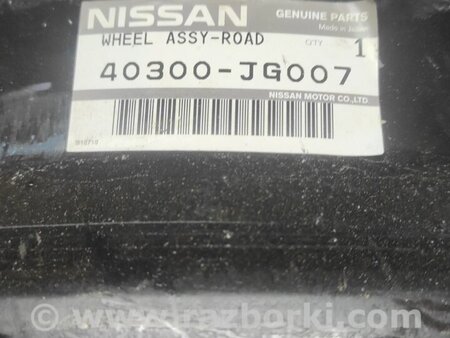 NISSAN
GENUINE PARTS
Made in Japan
WHEEL ASSY-ROAD
QTY
1
40300-JG007
NISSAN MOTOR CO.,LTD
www.irazborki.com